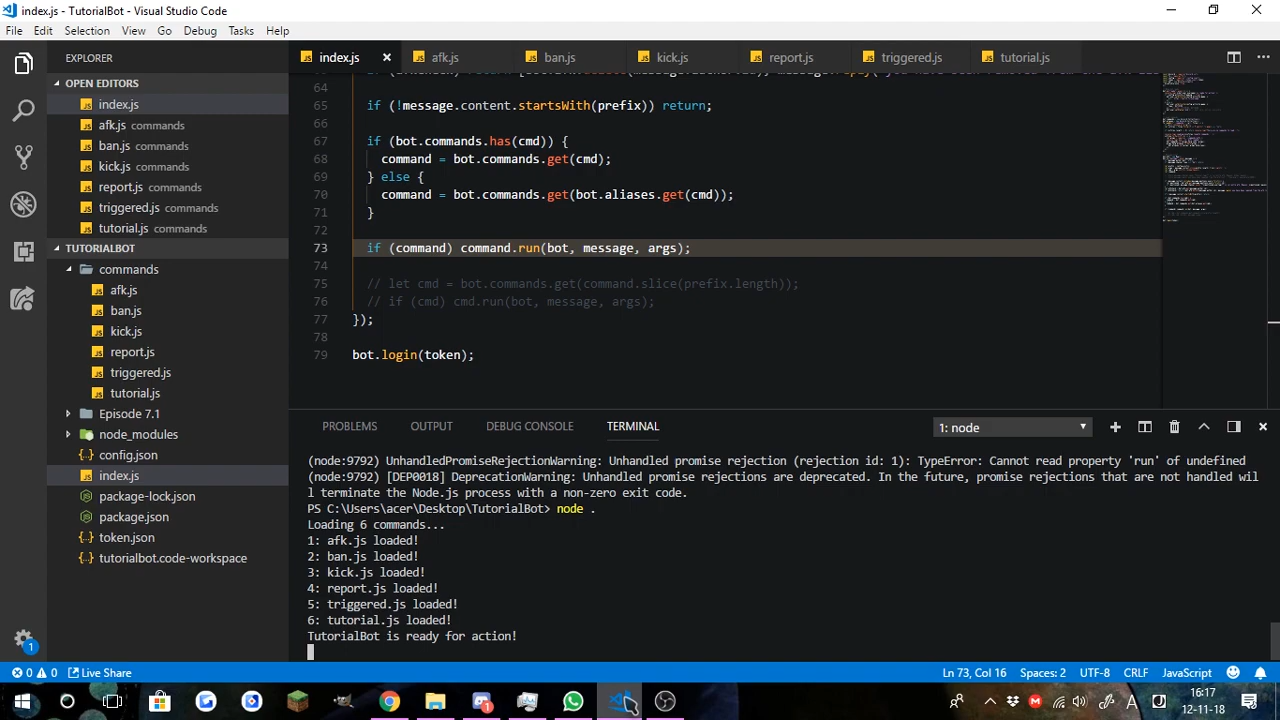 index.js - TutorialBot - Visual Studio Code
File Edit Selection View Go Debug Tasks Help
EXPLORER
OPEN EDITORS
index.js
afk.js commands
ban.js commands
kick.js commands
report.js commands
triggered.js commands
tutorial.js commands
TUTORIALBOT
commands
afk.js
ban.js
kick.js
report.js
triggered.js
tutorial.js
Episode 7.1
node_modules
config.json
index.js
package-lock.json
package.json
token.json
tutorialbot.code-workspace
index.js afk.js ban.js kick.js report.js triggered.js tutorial.js
64
65 if (!message.content.startsWith(prefix)) return;
66
67 if (bot.commands.has(cmd)) {
68 command = bot.commands.get(cmd);
69 } else {
70 command = bot.commands.get(bot.aliases.get(cmd));
71 }
72
73 if (command) command.run(bot, message, args);
74
75 // let cmd = bot.commands.get(command.slice(prefix.length));
76 // if (cmd) cmd.run(bot, message, args);
77 });
78
79 bot.login(token);
PROBLEMS OUTPUT DEBUG CONSOLE TERMINAL 1: node
(node:9792) UnhandledPromiseRejectionWarning: Unhandled promise rejection (rejection id: 1): TypeError: Cannot read property 'run' of undefined
(node:9792) [DEP0018] DeprecationWarning: Unhandled promise rejections are deprecated. In the future, promise rejections that are not handled wil
l terminate the Node.js process with a non-zero exit code.
PS C:\Users\acer\Desktop\TutorialBot> node .
Loading 6 commands...
1: afk.js loaded!
2: ban.js loaded!
3: kick.js loaded!
4: report.js loaded!
5: triggered.js loaded!
6: tutorial.js loaded!
TutorialBot is ready for action!
1
0 0 Live Share Ln 73, Col 16 Spaces: 2 UTF-8 CRLF JavaScript
16:17
12-11-18